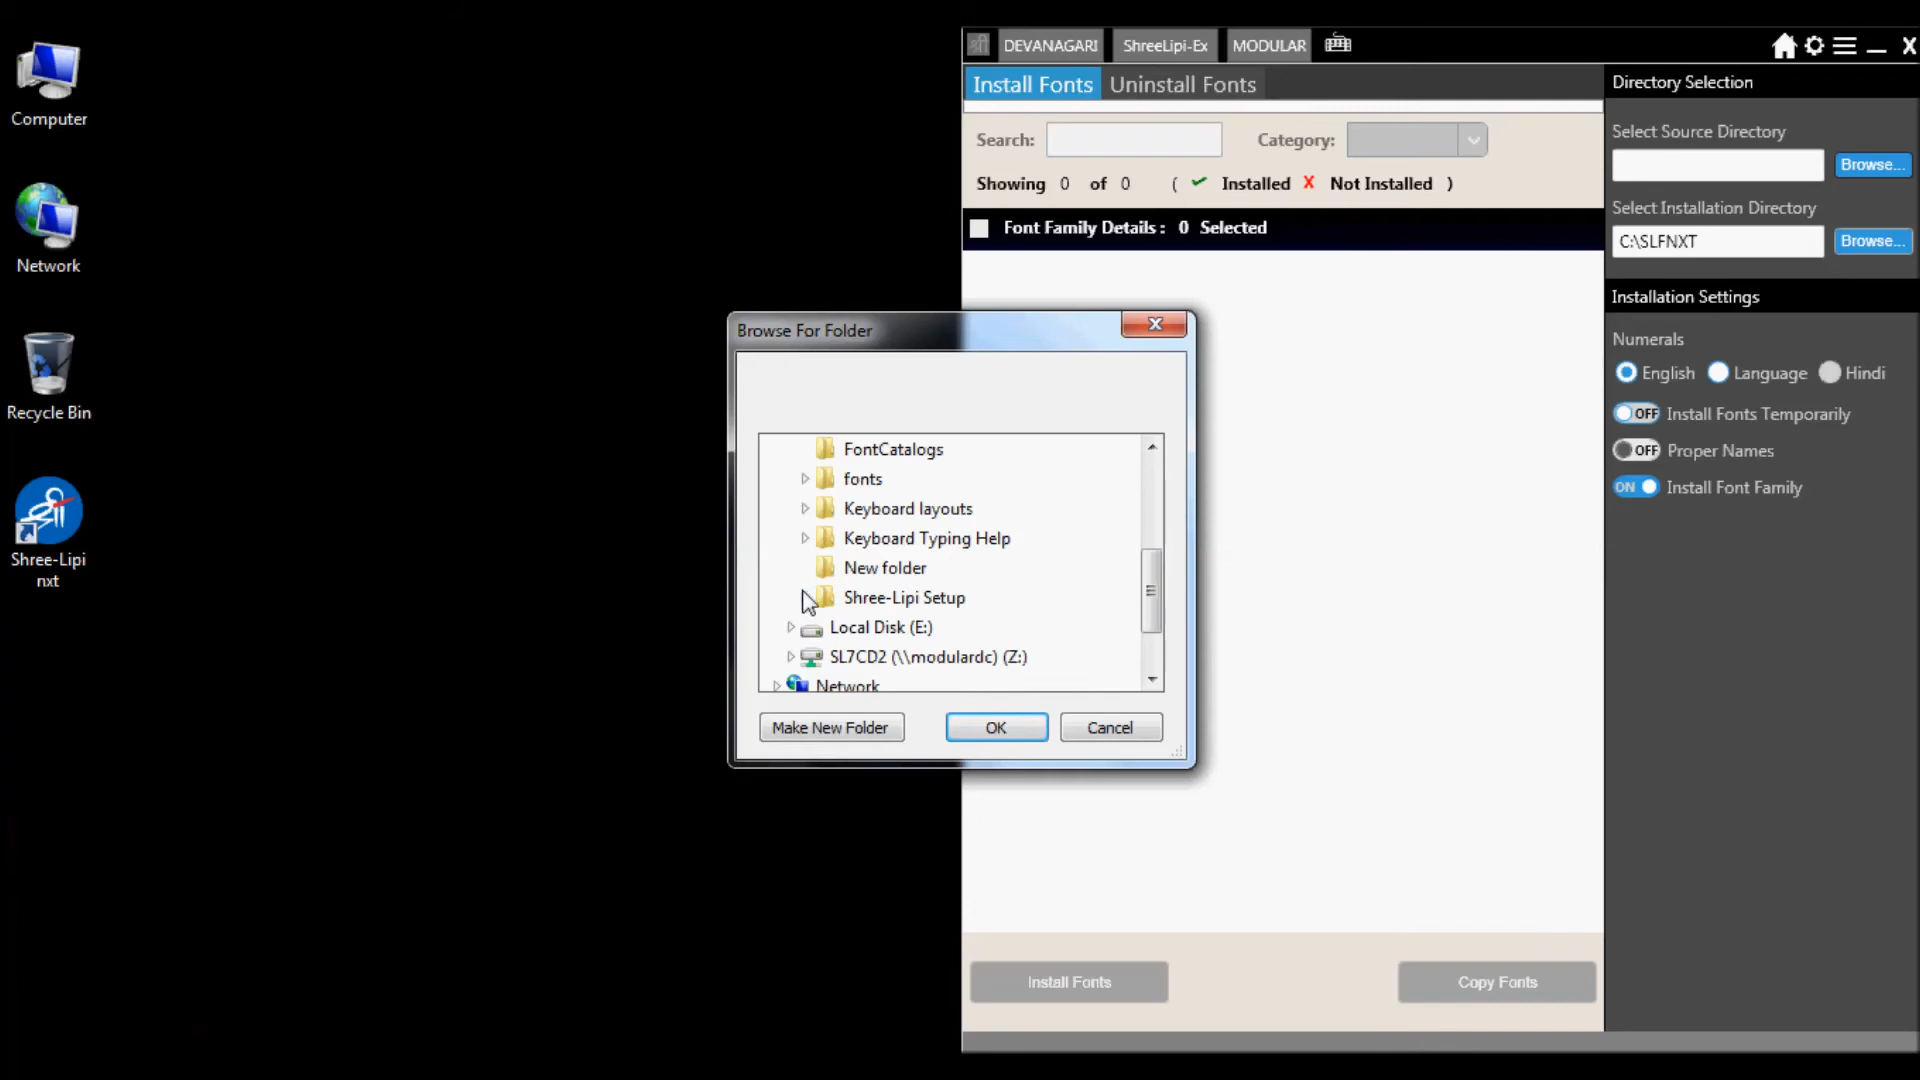 Computer
Network
Recycle Bin
Shree-Lipi
nxt
श्री DEVANAGARI ShreeLipi-Ex MODULAR X
Install Fonts Uninstall Fonts
Search: Category:
Showing 0 of 0 ( Installed X Not Installed )
Font Family Details : 0 Selected
Browse For Folder
FontCatalogs
fonts
Keyboard layouts
Keyboard Typing Help
New folder
Shree-Lipi Setup
Local Disk (E:)
SL7CD2 (\\modulardc) (Z:)
Network
Make New Folder OK Cancel
Install Fonts Copy Fonts
Directory Selection
Select Source Directory
Browse...
Select Installation Directory
C:\SLFNXT Browse...
Installation Settings
Numerals
English Language Hindi
OFF Install Fonts Temporarily
OFF Proper Names
ON Install Font Family